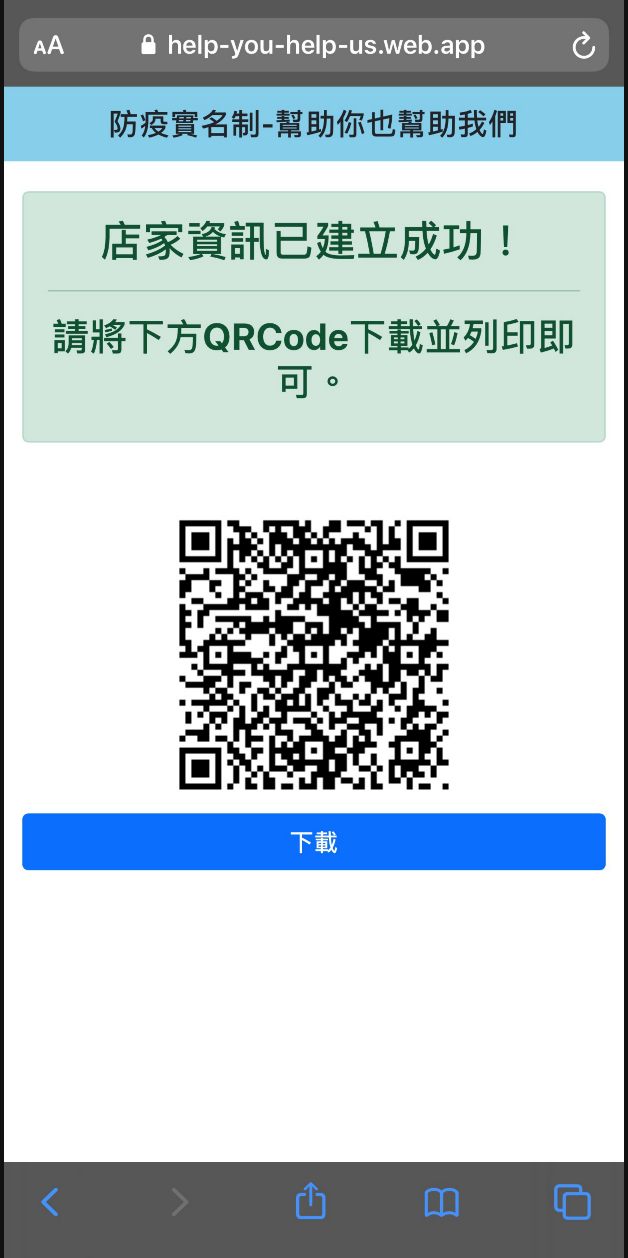 AA
help-you-help-us.web.app
防疫實名制-幫助你也幫助我們
店家資訊已建立成功！
請將下方QRCode下載並列印即
可。
下載